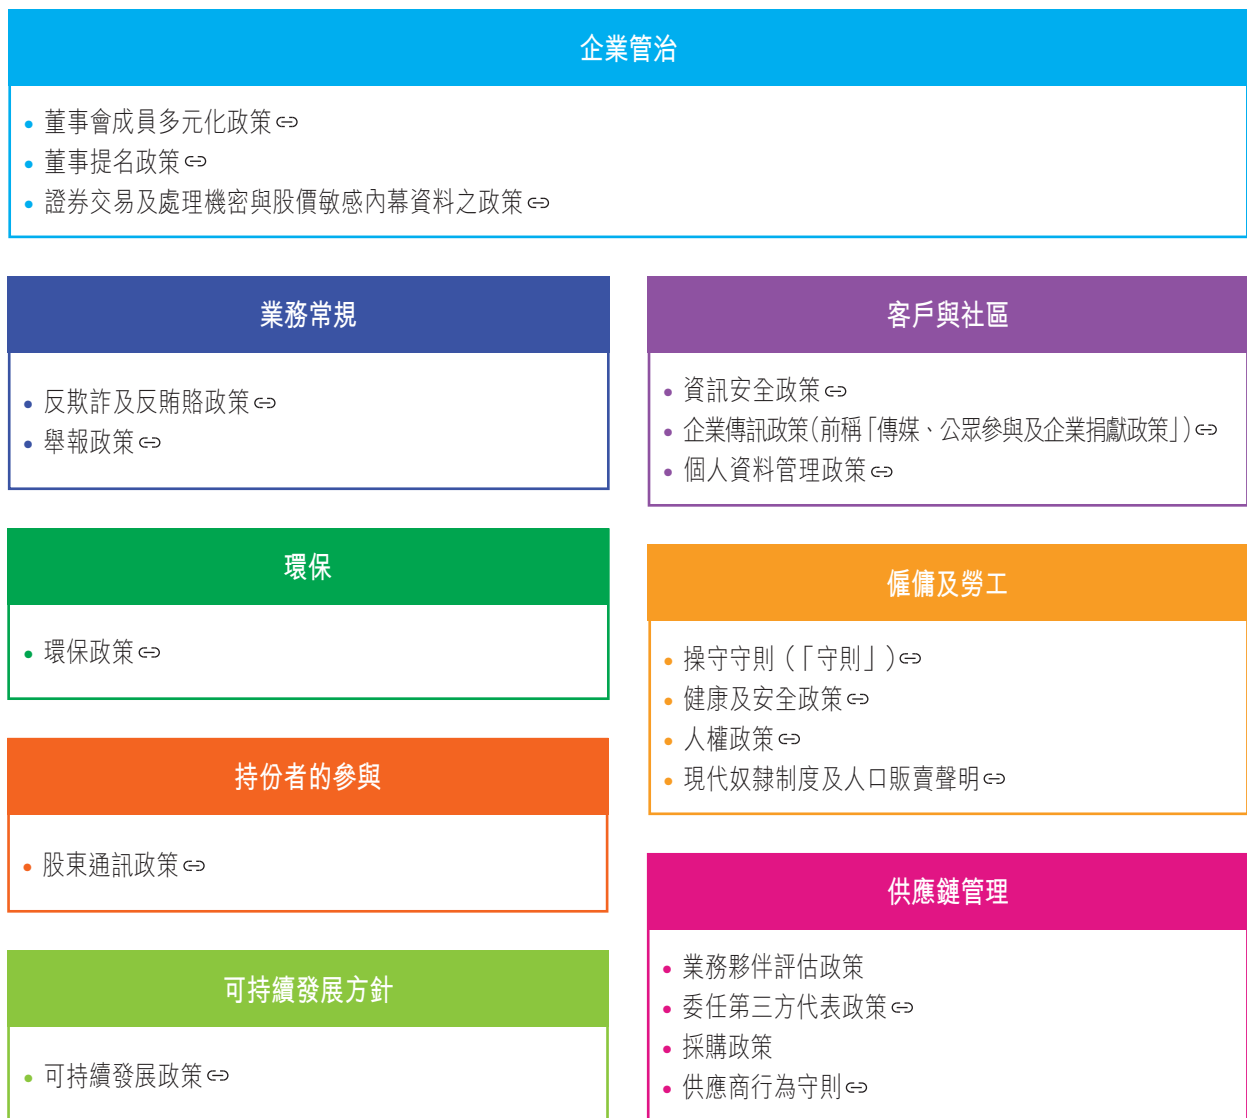 企業管治
• 董事會成員多元化政策
• 董事提名政策
• 證券交易及處理機密與股價敏感內幕資料之政策
業務常規
• 反欺詐及反賄賂政策
• 舉報政策
環保
• 環保政策
持份者的參與
• 股東通訊政策
可持續發展方針
• 可持續發展政策
客戶與社區
• 資訊安全政策
• 企業傳訊政策（前稱「傳媒、公眾參與及企業捐獻政策」）
• 個人資料管理政策
僱傭及勞工
• 操守守則（「守則」）
• 健康及安全政策
• 人權政策
• 現代奴隸制度及人口販賣聲明
供應鏈管理
• 業務夥伴評估政策
• 委任第三方代表政策
• 採購政策
• 供應商行為守則